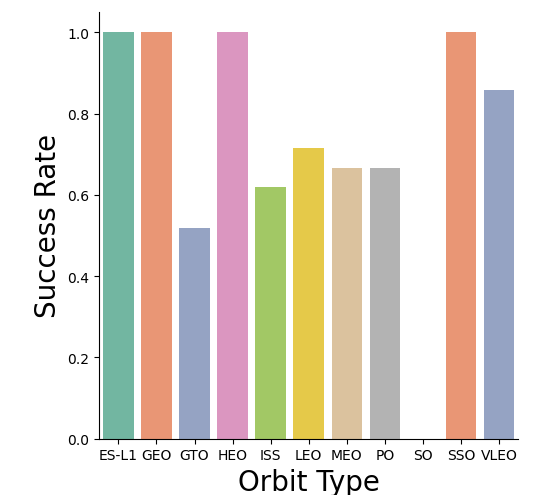 Success Rate
1.0
0.8
0.6
0.4
0.2
0.0
ES-L1 GEO GTO HEO ISS LEO MEO PO SO SSO VLEO
Orbit Type